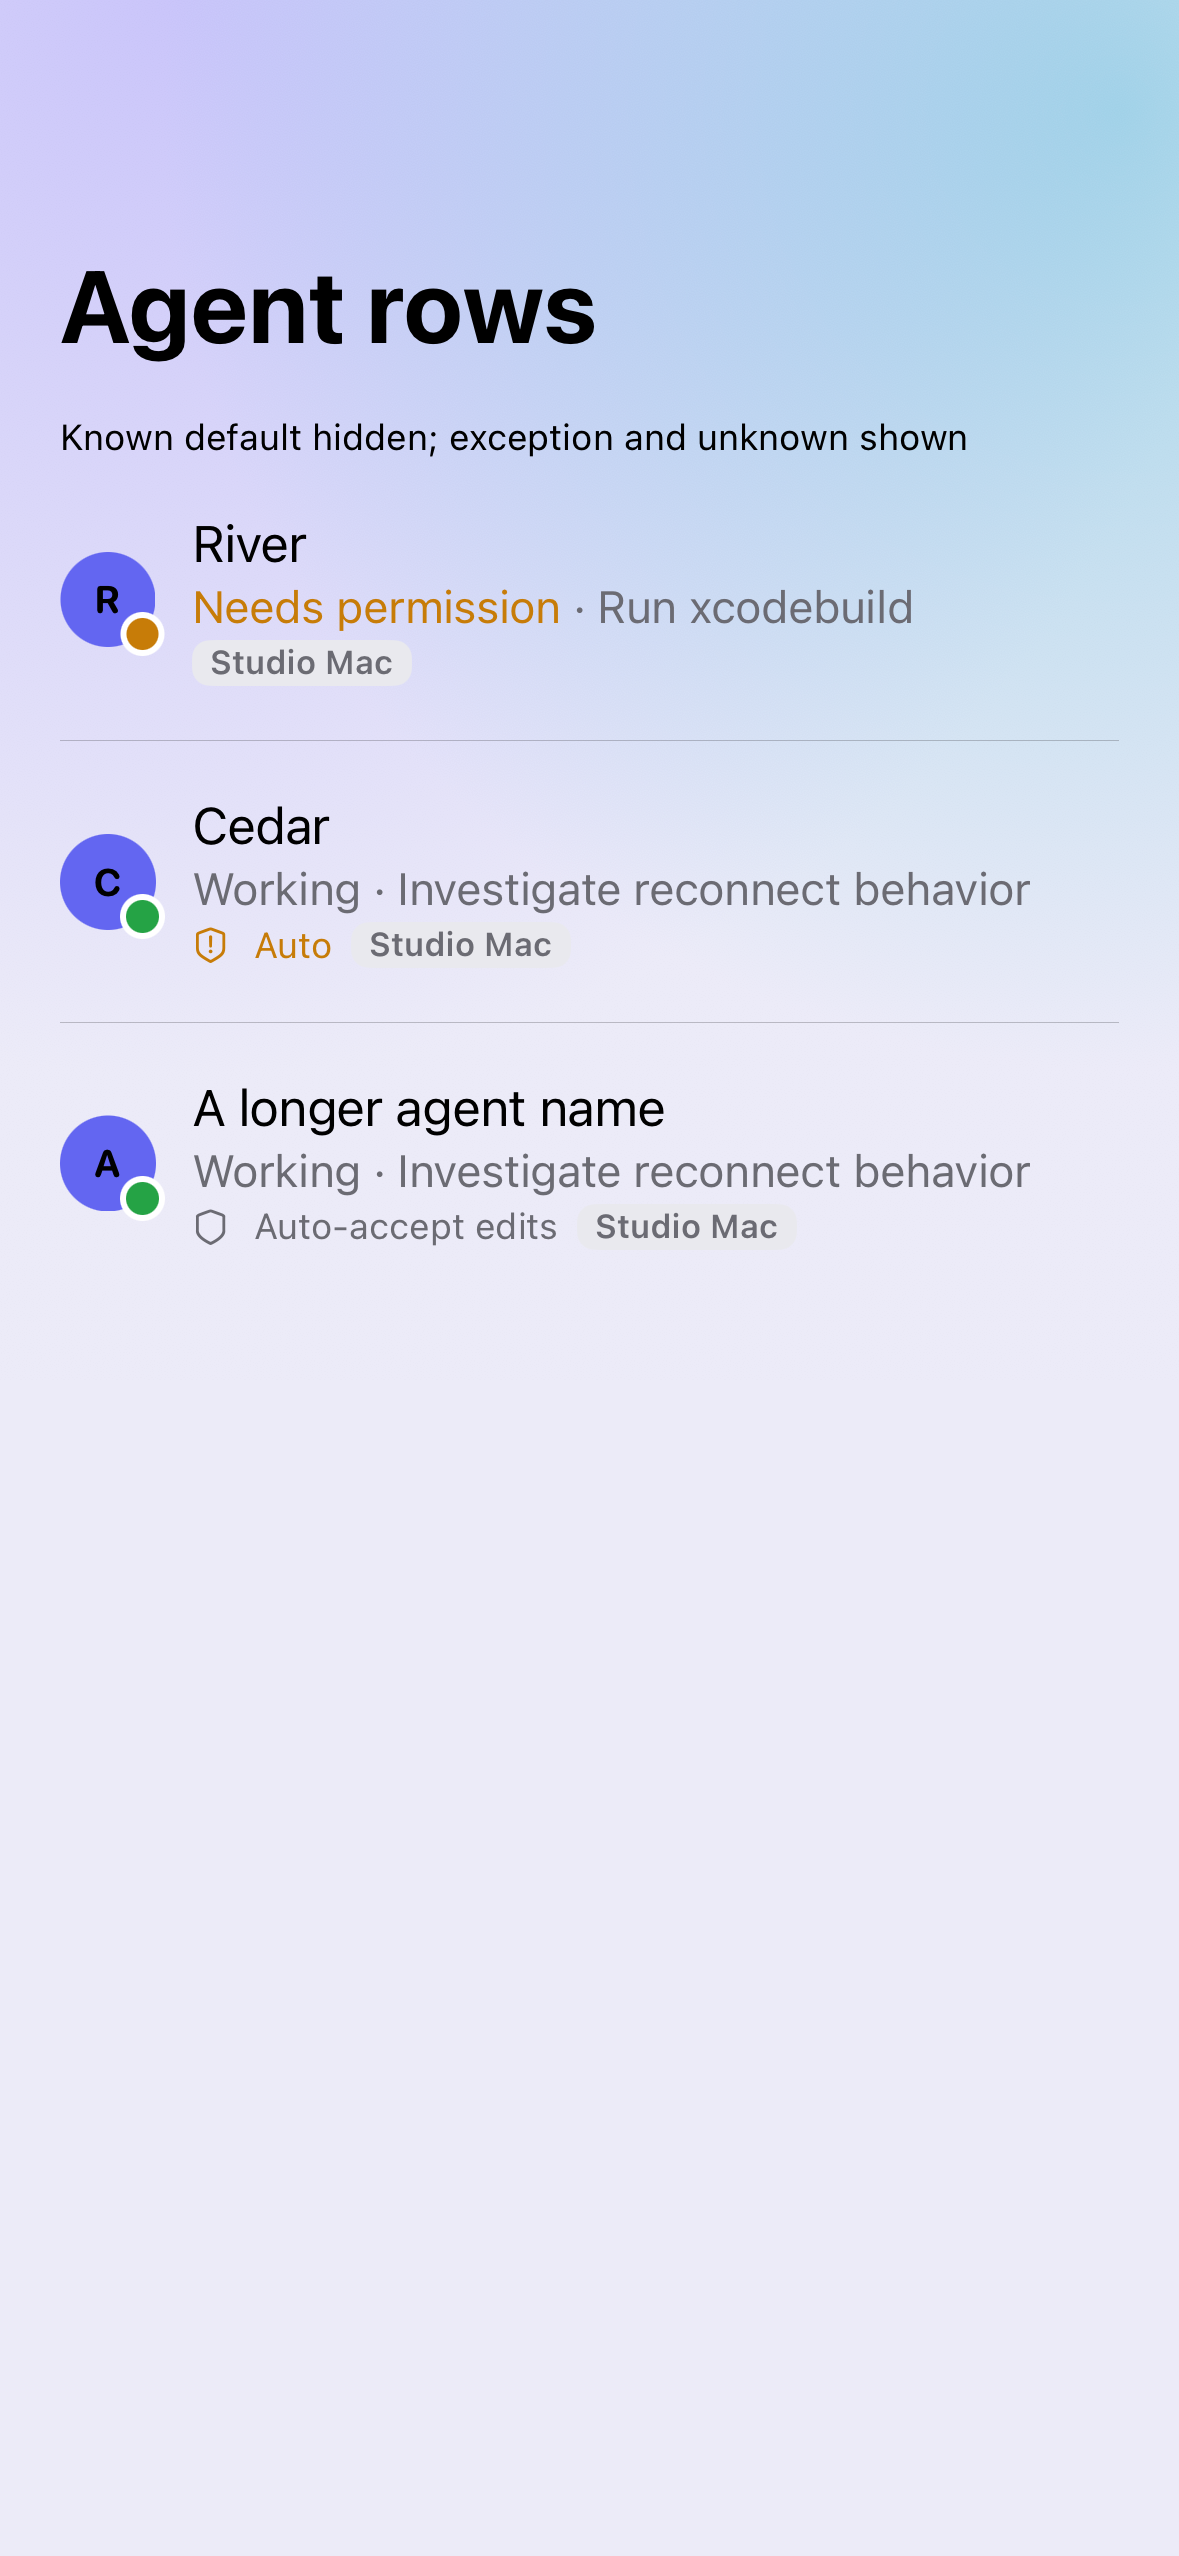 Agent rows
Known default hidden; exception and unknown shown
River
R
Needs permission · Run xcodebuild
Studio Mac
Cedar
C
Working · Investigate reconnect behavior
Auto Studio Mac
A longer agent name
A
Working · Investigate reconnect behavior
Auto-accept edits Studio Mac